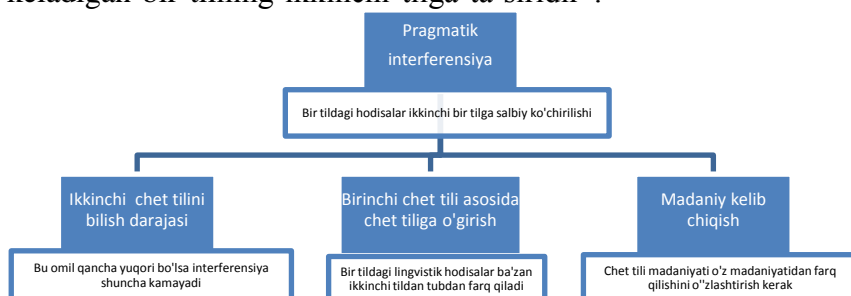 keladigan bir tilning ikkinchi tilga ta'siridir".
Pragmatik
interferensiya
Bir tildagi hodisalar ikkinchi bir tilga salbiy ko'chirilishi
Ikkinchi chet tilini
bilish darajasi
Bu omil qancha yuqori bo'lsa interferensiya
shuncha kamayadi
Birinchi chet tili asosida
chet tiliga o'girish
Bir tildagi lingvistik hodisalar ba'zan
ikkinchi tildan tubdan farq qiladi
Madaniy kelib
chiqish
Chet tili madaniyati o'z madaniyatidan farq
qilishini o''zlashtirish kerak